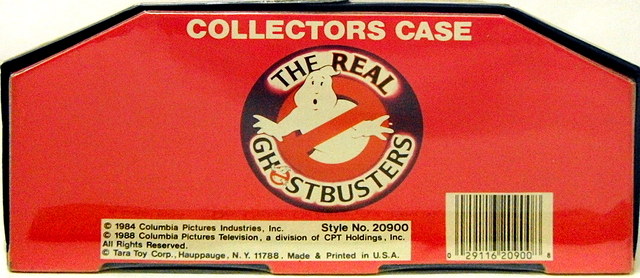 COLLECTORS CASE
THE REAL
GHOSTBUSTERS
© 1984 Columbia Pictures Industries, Inc. Style No. 20900
© 1988 Columbia Pictures Television, a division of CPT Holdings, Inc.
All Rights Reserved.
© Tara Toy Corp., Hauppauge, N.Y. 11788. Made & Printed in U.S.A.
0 29116 20900 8